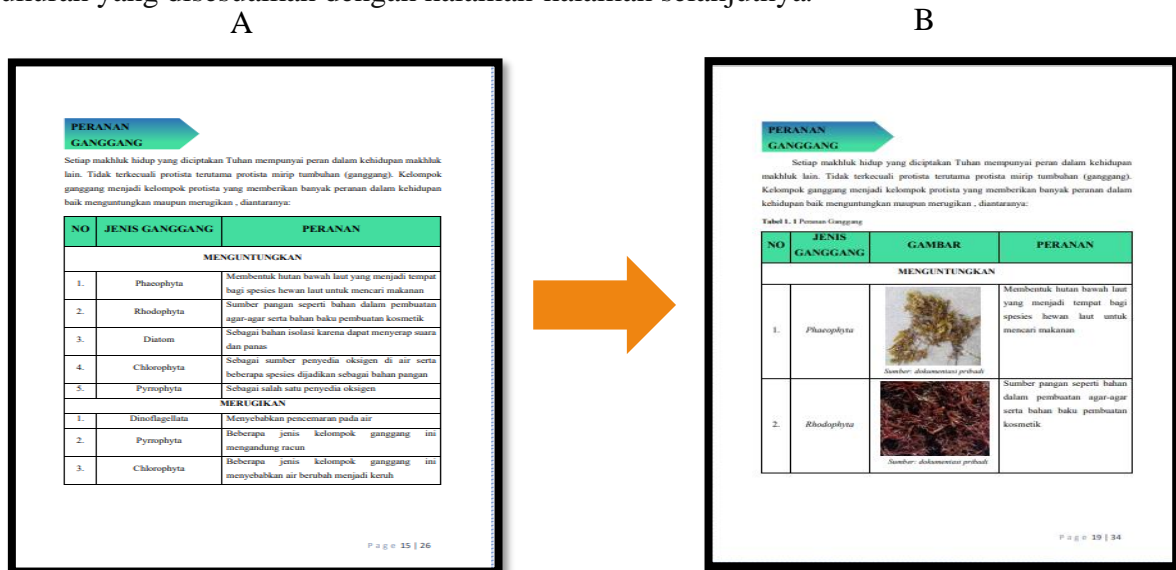 yang disesuaikan dengan halaman-halaman selanjutnya.
A
B
PERANAN
GANGGANG
Setiap makhluk hidup yang diciptakan Tuhan mempunyai peran dalam kehidupan makhluk
lain. Tidak terkecuali protista terutama protista mirip tumbuhan (ganggang). Kelompok
ganggang menjadi kelompok protista yang memberikan banyak peranan dalam kehidupan
baik menguntungkan maupun merugikan , diantaranya:
NO JENIS GANGGANG PERANAN
MENGUNTUNGKAN
1. Phaeophyta Membentuk hutan bawah laut yang menjadi tempat
bagi spesies hewan laut untuk mencari makanan
2. Rhodophyta Sumber pangan seperti bahan dalam pembuatan
agar-agar serta bahan baku pembuatan kosmetik
3. Diatom Sebagai bahan isolasi karena dapat menyerap suara
dan panas
4. Chlorophyta Sebagai sumber penyedia oksigen di air serta
beberapa spesies dijadikan sebagai bahan pangan
5. Pyrrophyta Sebagai salah satu penyedia oksigen
MERUGIKAN
1. Dinoflagellata Menyebabkan pencemaran pada air
2. Pyrrophyta Beberapa jenis kelompok ganggang ini
mengandung racun
3. Chlorophyta Beberapa jenis kelompok ganggang ini
menyebabkan air berubah menjadi keruh
Page 15 | 26
PERANAN
GANGGANG
Setiap makhluk hidup yang diciptakan Tuhan mempunyai peran dalam kehidupan
makhluk lain. Tidak terkecuali protista terutama protista mirip tumbuhan (ganggang).
Kelompok ganggang menjadi kelompok protista yang memberikan banyak peranan dalam
kehidupan baik menguntungkan maupun merugikan , diantaranya:
Tabel 1. 1 Peranan Ganggang
NO JENIS GANGGANG GAMBAR PERANAN
MENGUNTUNGKAN
1. Phaeophyta Membentuk hutan bawah laut
yang menjadi tempat bagi
spesies hewan laut untuk
mencari makanan
Sumber: dokumentasi pribadi
2. Rhodophyta Sumber pangan seperti bahan
dalam pembuatan agar-agar
serta bahan baku pembuatan
kosmetik
Sumber: dokumentasi pribadi
Page 19 | 34